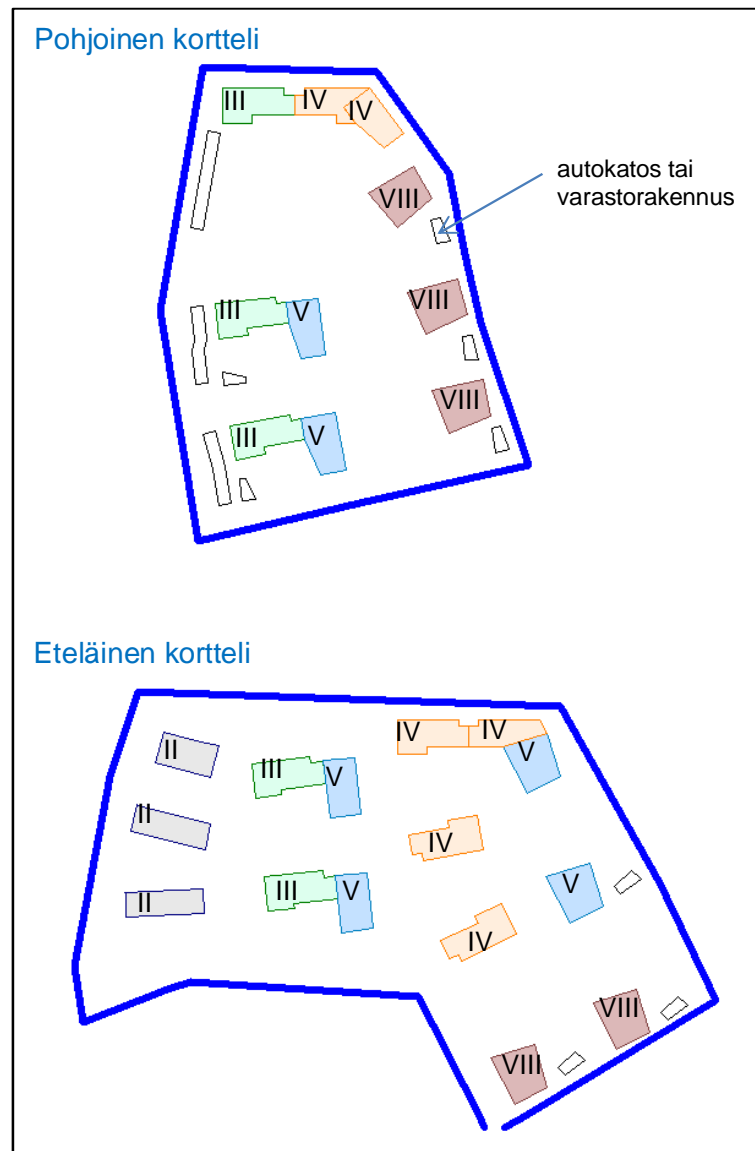 Pohjoinen kortteli
III IV IV
autokatos tai
varastorakennus
VIII
VIII
III V
VIII
III V
Eteläinen kortteli
IV IV
II V
III V
II IV
III V V
II
IV
VIII
VIII